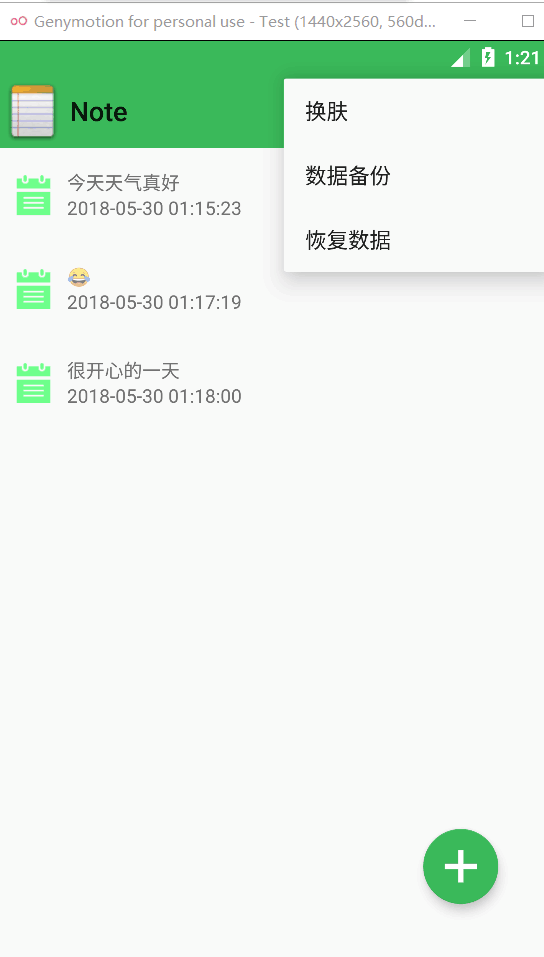 Genymotion for personal use - Test (1440x2560, 560d...
1:21
Note
换肤
数据备份
恢复数据
今天天气真好
2018-05-30 01:15:23
😂
2018-05-30 01:17:19
很开心的一天
2018-05-30 01:18:00